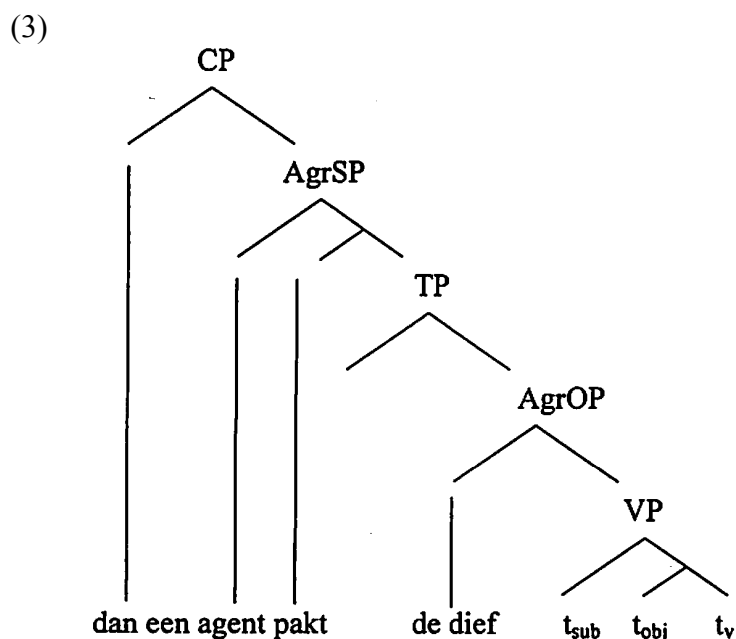 (3)
CP
AgrSP
TP
AgrOP
VP
dan een agent pakt de dief t_sub t_obj t_v